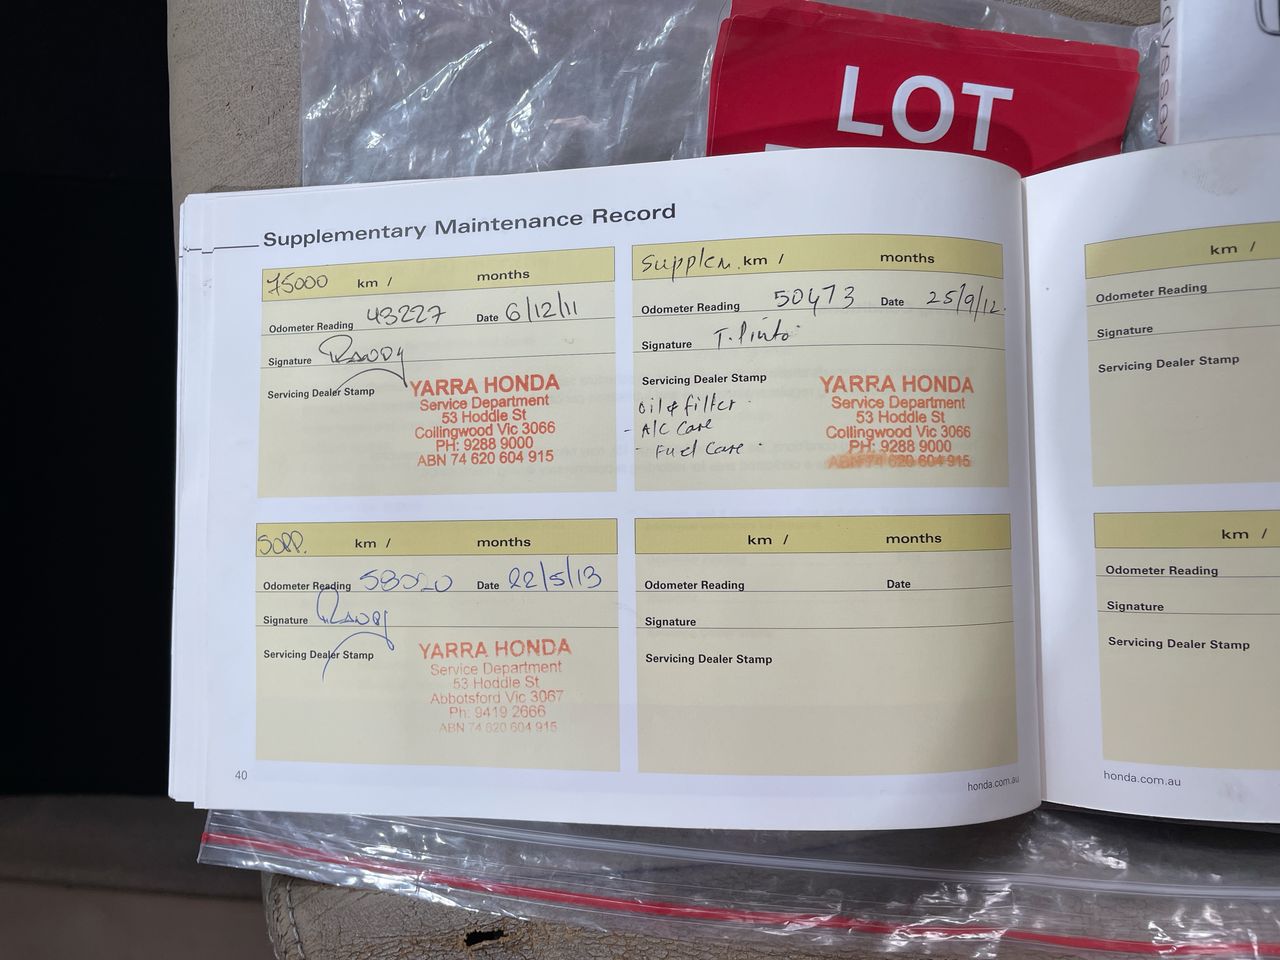 LOT
Supplementary Maintenance Record
75000 km / months
Odometer Reading 43227 Date 6/12/11
Signature Randy
Servicing Dealer Stamp
YARRA HONDA
Service Department
53 Hoddle St
Collingwood Vic 3066
PH: 9288 9000
ABN 74 620 604 915
Supplem. km / months
Odometer Reading 50473 Date 25/9/12.
Signature T. Pinto
Servicing Dealer Stamp
Oil & filter
- A/C Care
- Fuel Care
YARRA HONDA
Service Department
53 Hoddle St
Collingwood Vic 3066
PH: 9288 9000
ABN 74 620 604 915
SUPP. km / months
Odometer Reading 58020 Date 22/5/13
Signature Randy
Servicing Dealer Stamp
YARRA HONDA
Service Department
53 Hoddle St
Abbotsford Vic 3067
Ph: 9419 2666
ABN 74 620 604 915
km / months
Odometer Reading Date
Signature
Servicing Dealer Stamp
40
honda.com.au
km /
Odometer Reading
Signature
Servicing Dealer Stamp
km /
Odometer Reading
Signature
Servicing Dealer Stamp
honda.com.au